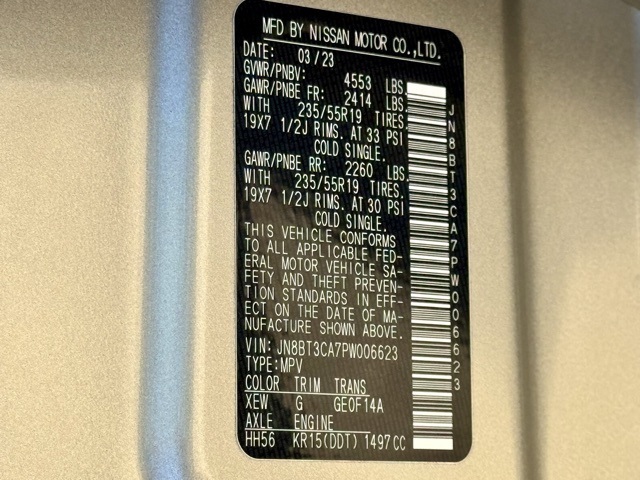 MFD BY NISSAN MOTOR CO.,LTD.
DATE: 03/23
GVWR/PNBV: 4553 LBS.
GAWR/PNBE FR: 2414 LBS.
WITH 235/55R19 TIRES.
19X7 1/2J RIMS. AT 33 PSI
COLD SINGLE.
GAWR/PNBE RR: 2260 LBS.
WITH 235/55R19 TIRES.
19X7 1/2J RIMS. AT 30 PSI
COLD SINGLE.
THIS VEHICLE CONFORMS
TO ALL APPLICABLE FED-
ERAL MOTOR VEHICLE SA-
FETY AND THEFT PREVEN-
TION STANDARDS IN EFF-
ECT ON THE DATE OF MA-
NUFACTURE SHOWN ABOVE.
VIN: JN8BT3CA7PW006623
TYPE:MPV
COLOR TRIM TRANS
XEW G GE0F14A
AXLE ENGINE
HH56 KR15(DDT) 1497CC
JN8BT3CA7PW006623